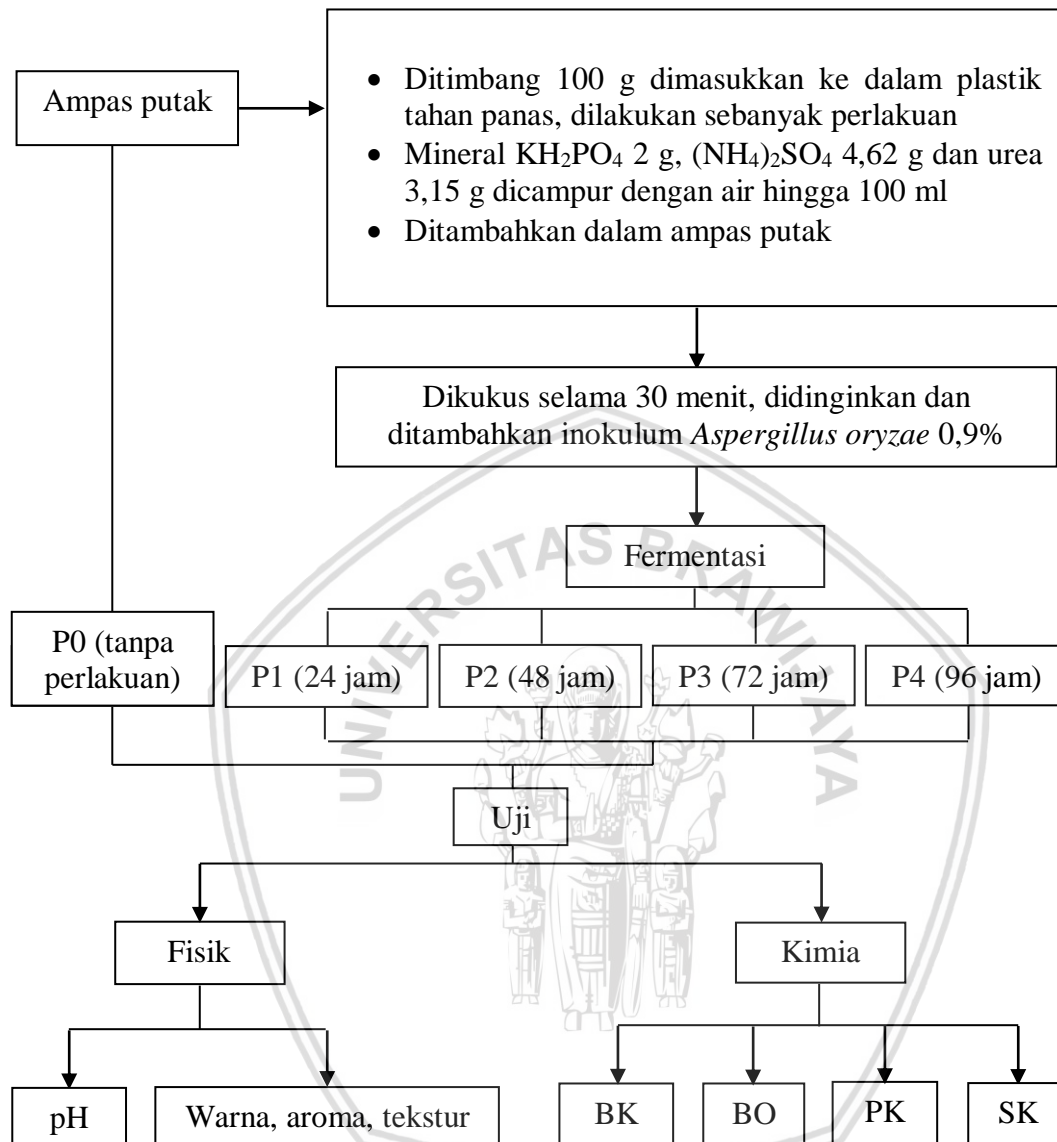 Ampas putak
• Ditimbang 100 g dimasukkan ke dalam plastik
tahan panas, dilakukan sebanyak perlakuan
• Mineral KH₂PO₄ 2 g, (NH₄)₂SO₄ 4,62 g dan urea
3,15 g dicampur dengan air hingga 100 ml
• Ditambahkan dalam ampas putak
Dikukus selama 30 menit, didinginkan dan
ditambahkan inokulum Aspergillus oryzae 0,9%
UNIVERSITAS BRAWIJAYA
Fermentasi
P0 (tanpa
perlakuan)
P1 (24 jam)
P2 (48 jam)
P3 (72 jam)
P4 (96 jam)
Uji
Fisik
Kimia
pH
Warna, aroma, tekstur
BK
BO
PK
SK